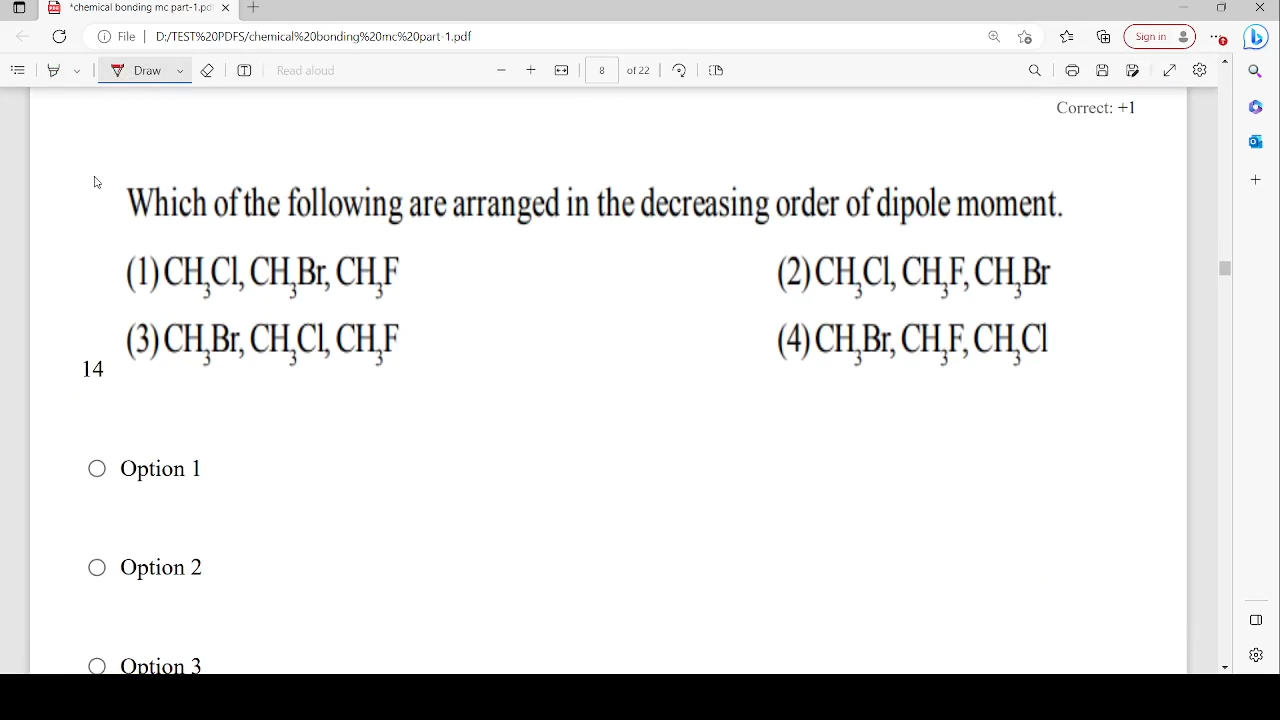 *chemical bonding mc part-1.pd
File | D:/TEST%20PDFS/chemical%20bonding%20mc%20part-1.pdf
Sign in
Draw
Read aloud
8 of 22
Correct: +1
Which of the following are arranged in the decreasing order of dipole moment.
(1) CH₃Cl, CH₃Br, CH₃F (2) CH₃Cl, CH₃F, CH₃Br
(3) CH₃Br, CH₃Cl, CH₃F (4) CH₃Br, CH₃F, CH₃Cl
14
Option 1
Option 2
Option 3